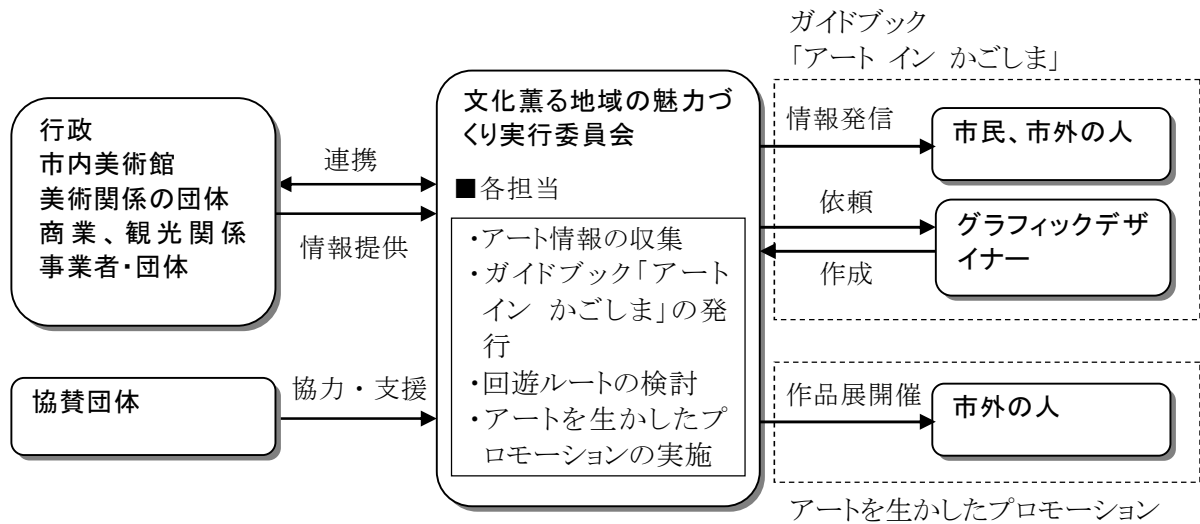 行政
市内美術館
美術関係の団体
商業、観光関係
事業者・団体
連携
情報提供
協賛団体
協力・支援
文化薫る地域の魅力づ
くり実行委員会
■各担当
・アート情報の収集
・ガイドブック「アート
イン かごしま」の発
行
・回遊ルートの検討
・アートを生かしたプ
ロモーションの実施
ガイドブック
「アート イン かごしま」
情報発信
市民、市外の人
依頼
作成
グラフィックデザ
イナー
作品展開催
市外の人
アートを生かしたプロモーション